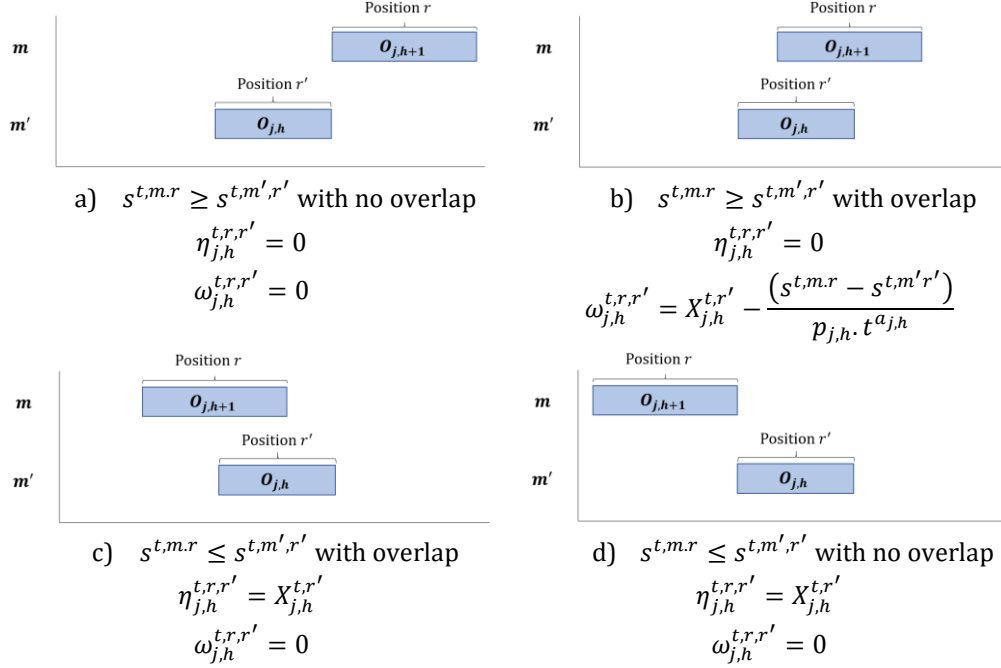 Position r
m
O_{j,h+1}
Position r′
m′
O_{j,h}
a) s^{t,m.r} ≥ s^{t,m′,r′} with no overlap
η_{j,h}^{t,r,r′} = 0
ω_{j,h}^{t,r,r′} = 0
Position r
m
O_{j,h+1}
Position r′
m′
O_{j,h}
b) s^{t,m.r} ≥ s^{t,m′,r′} with overlap
η_{j,h}^{t,r,r′} = 0
ω_{j,h}^{t,r,r′} = X_{j,h}^{t,r′} − (s^{t,m.r} − s^{t,m′r′}) / p_{j,h}. t^{a_{j,h}}
Position r
m
O_{j,h+1}
Position r′
m′
O_{j,h}
c) s^{t,m.r} ≤ s^{t,m′,r′} with overlap
η_{j,h}^{t,r,r′} = X_{j,h}^{t,r′}
ω_{j,h}^{t,r,r′} = 0
Position r
m
O_{j,h+1}
Position r′
m′
O_{j,h}
d) s^{t,m.r} ≤ s^{t,m′,r′} with no overlap
η_{j,h}^{t,r,r′} = X_{j,h}^{t,r′}
ω_{j,h}^{t,r,r′} = 0